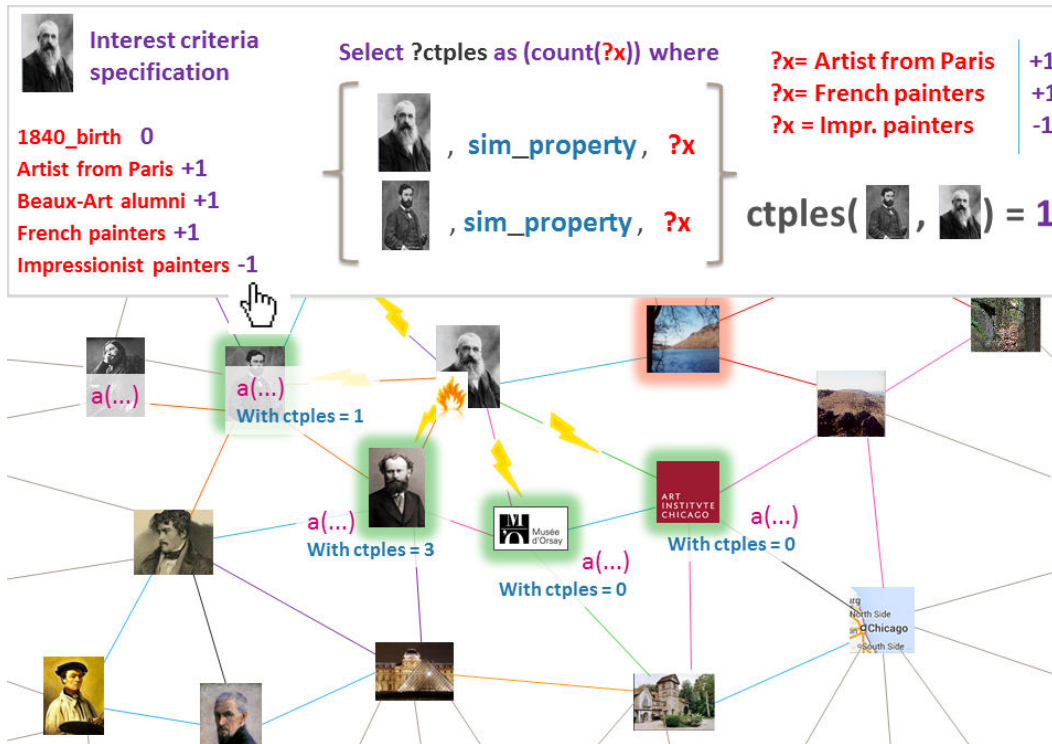 Interest criteria
specification
1840_birth 0
Artist from Paris +1
Beaux-Art alumni +1
French painters +1
Impressionist painters -1
Select ?ctples as (count(?x)) where
, sim_property, ?x
, sim_property, ?x
?x= Artist from Paris +1
?x= French painters +1
?x = Impr. painters -1
ctples( , ) = 1
a(...)
a(...)
With ctples = 1
a(...)
With ctples = 3
Musée
d'Orsay
a(...)
With ctples = 0
ART
INSTITVTE
CHICAGO
a(...)
With ctples = 0
North Side
Chicago
South Side